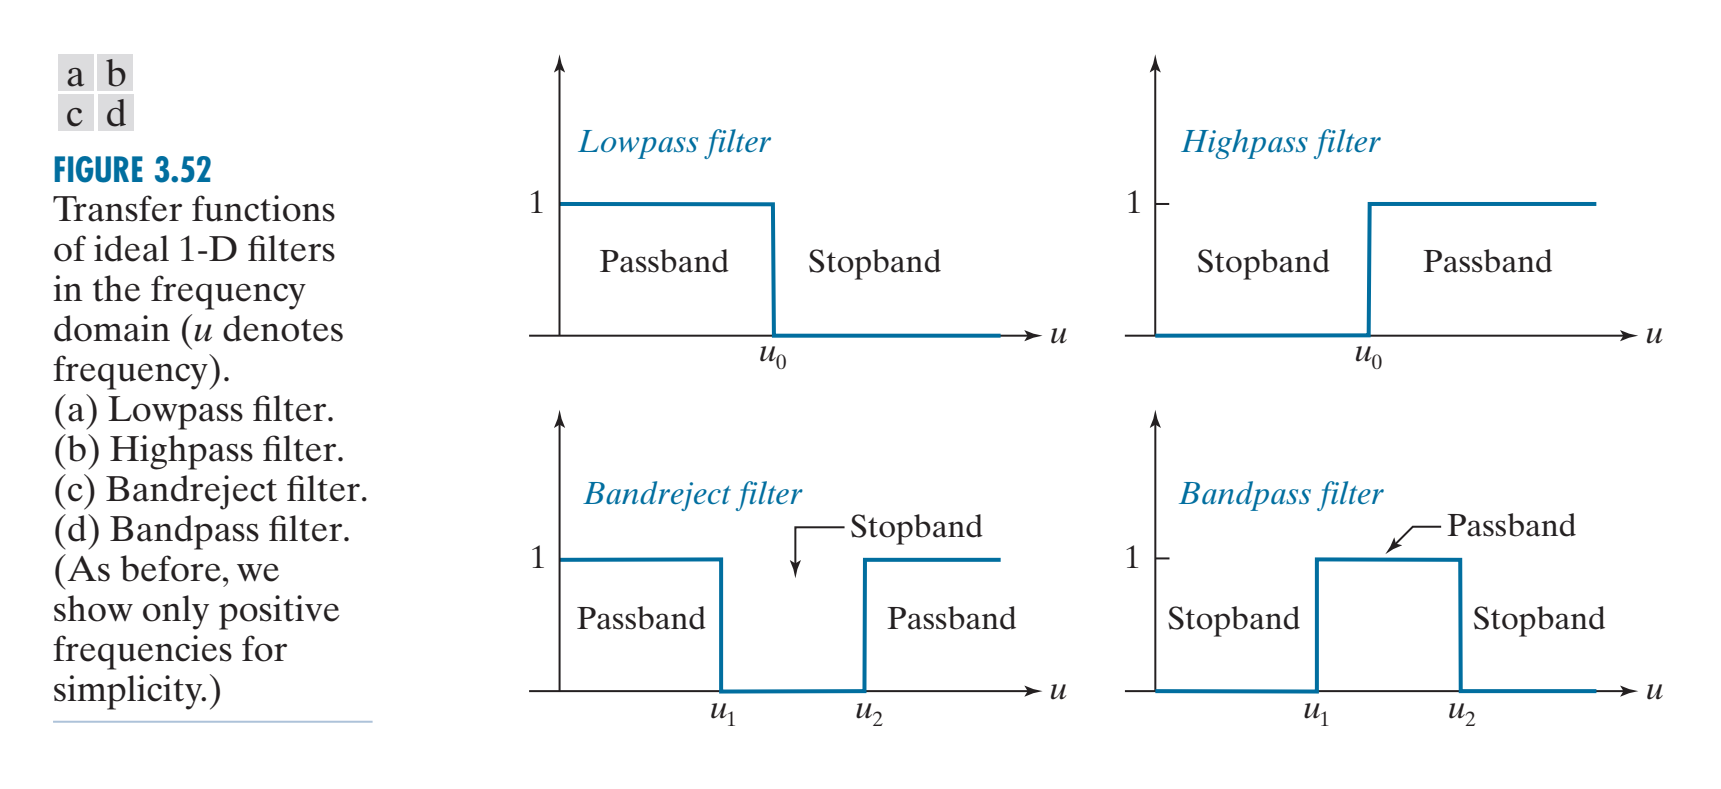 a b
c d
FIGURE 3.52
Transfer functions
of ideal 1-D filters
in the frequency
domain (u denotes
frequency).
(a) Lowpass filter.
(b) Highpass filter.
(c) Bandreject filter.
(d) Bandpass filter.
(As before, we
show only positive
frequencies for
simplicity.)
Lowpass filter
1
Passband
Stopband
u
u₀
Highpass filter
1
Stopband
Passband
u
u₀
Bandreject filter
Stopband
1
Passband
Passband
u
u₁
u₂
Bandpass filter
Passband
1
Stopband
Stopband
u
u₁
u₂